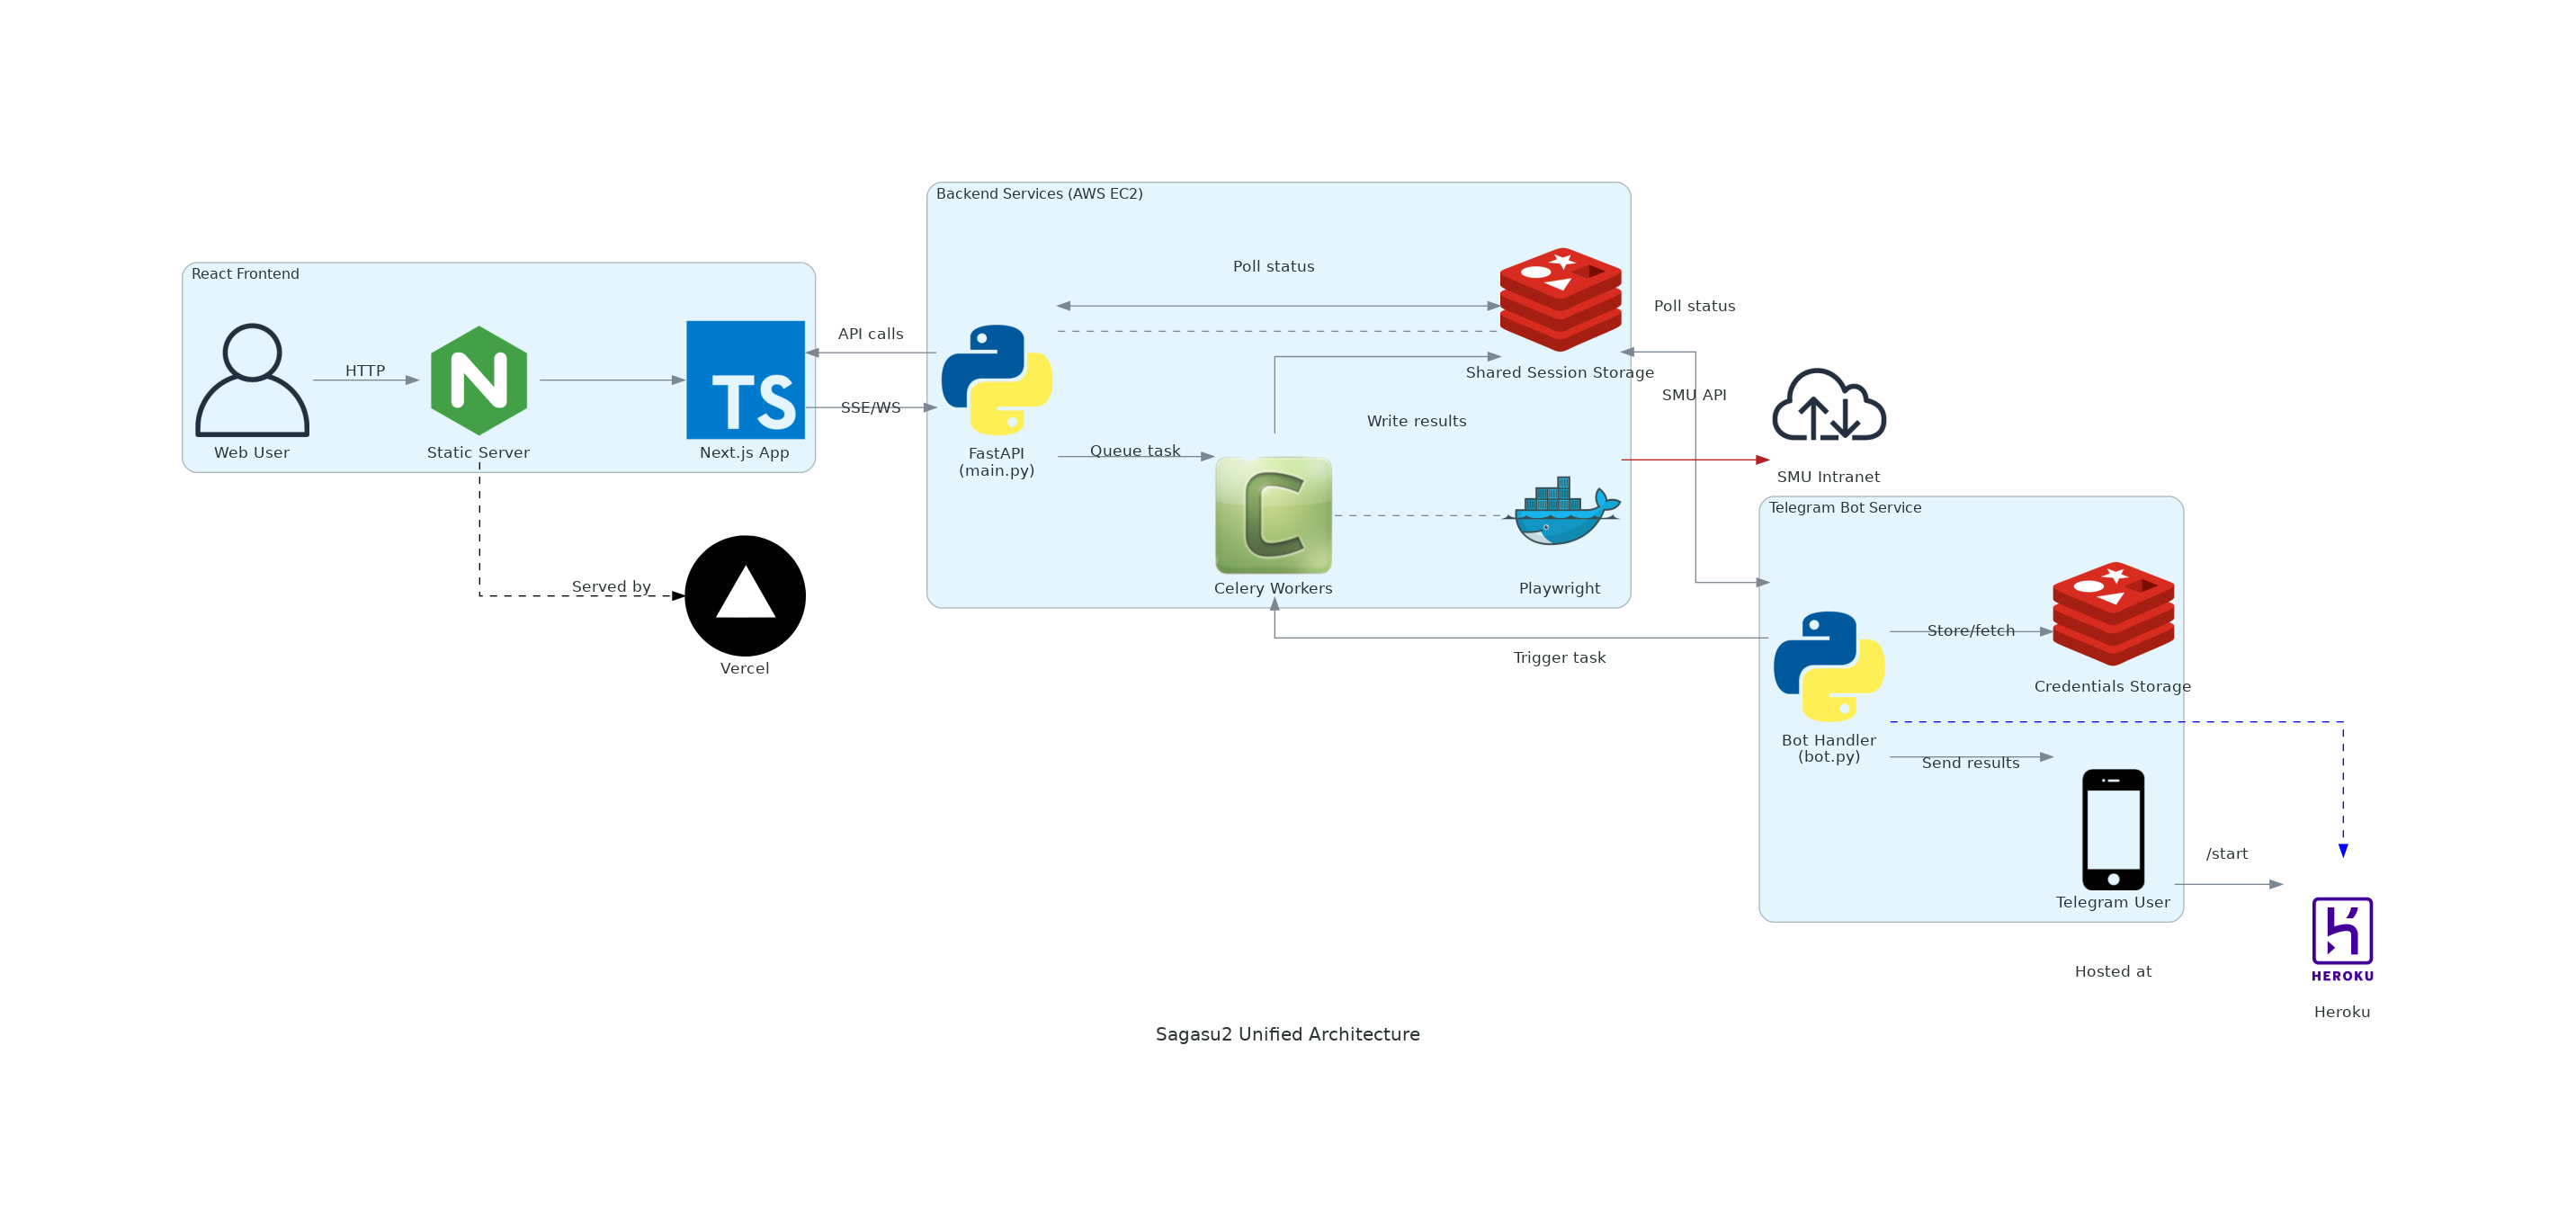 Backend Services (AWS EC2)
React Frontend
Poll status
Poll status
API calls
HTTP
N
TS
SSE/WS
Shared Session Storage
SMU API
Write results
Queue task
Web User
Static Server
Next.js App
FastAPI
(main.py)
C
SMU Intranet
Telegram Bot Service
Served by
Celery Workers
Playwright
Vercel
Trigger task
Store/fetch
Credentials Storage
Bot Handler
(bot.py)
Send results
/start
Telegram User
Hosted at
HEROKU
Heroku
Sagasu2 Unified Architecture